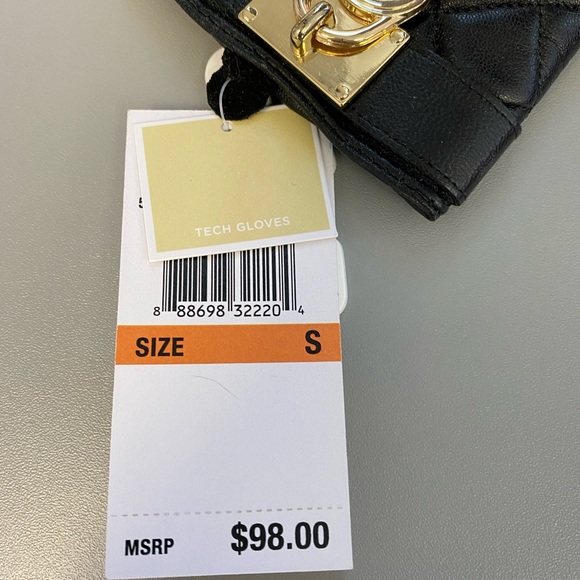 TECH GLOVES
8 88698 32220 4
SIZE S
MSRP $98.00